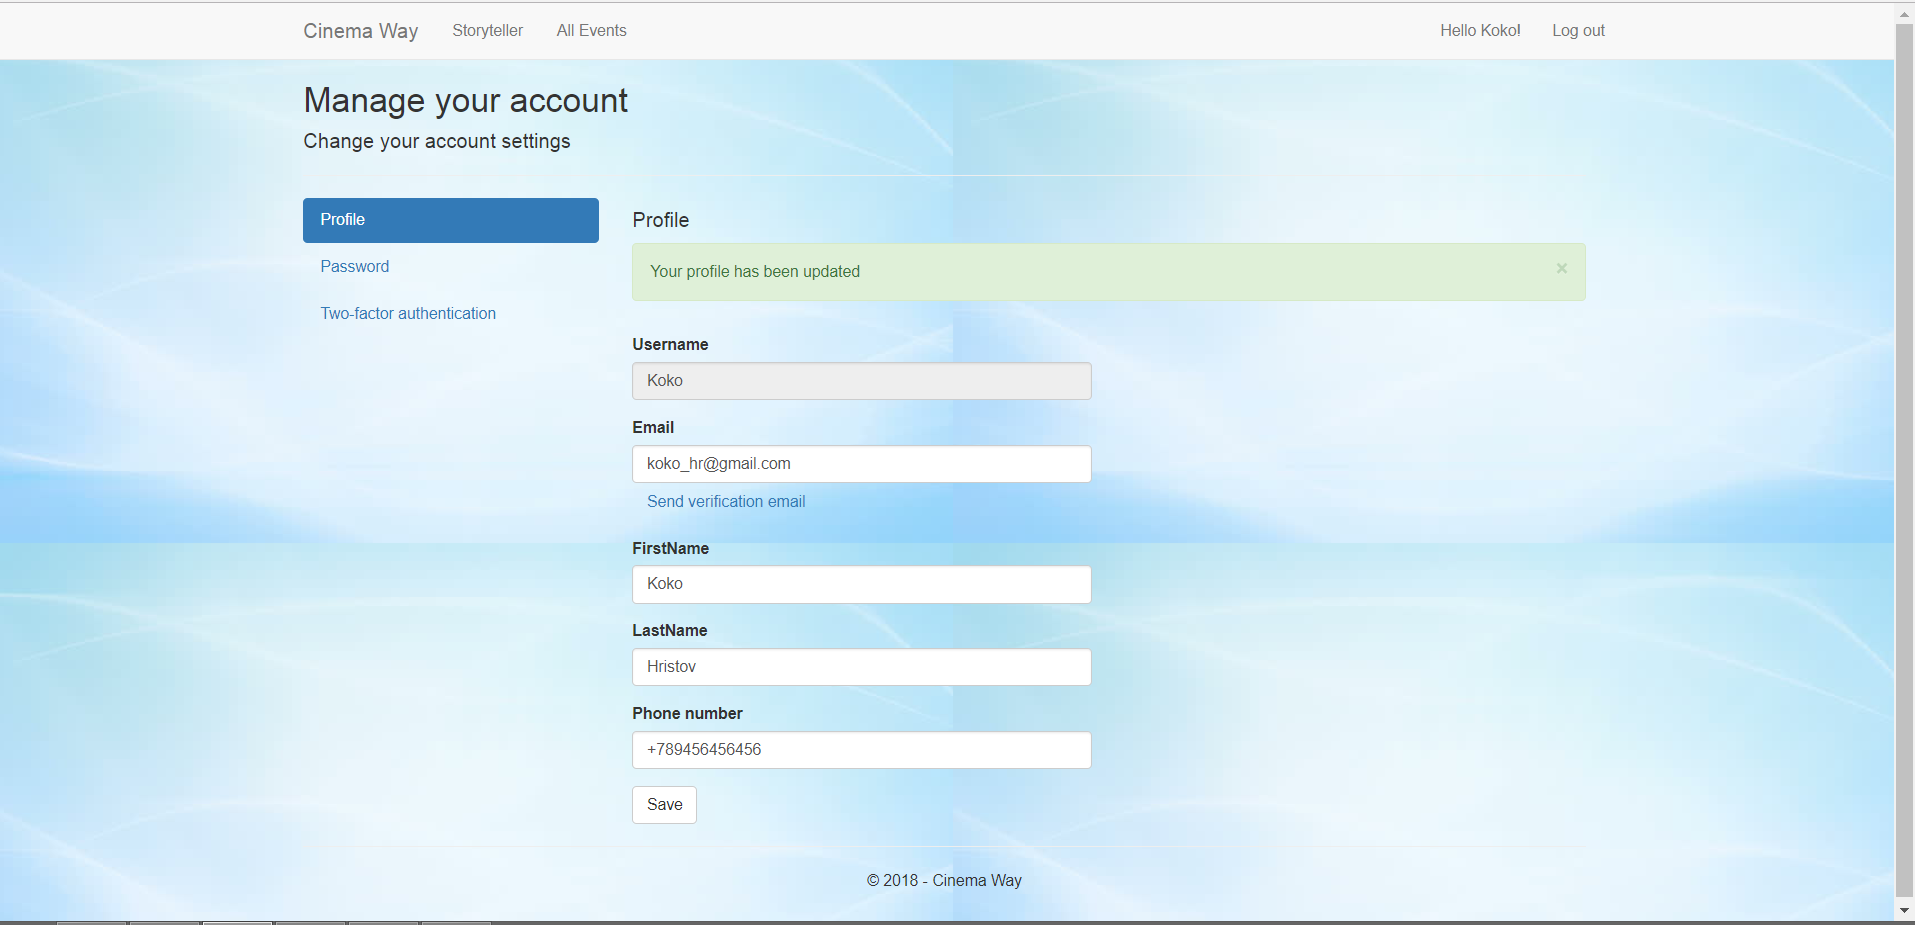 Cinema Way Storyteller All Events Hello Koko! Log out
Manage your account
Change your account settings
Profile
Password
Two-factor authentication
Profile
Your profile has been updated ×
Username
Koko
Email
koko_hr@gmail.com
Send verification email
FirstName
Koko
LastName
Hristov
Phone number
+789456456456
Save
© 2018 - Cinema Way